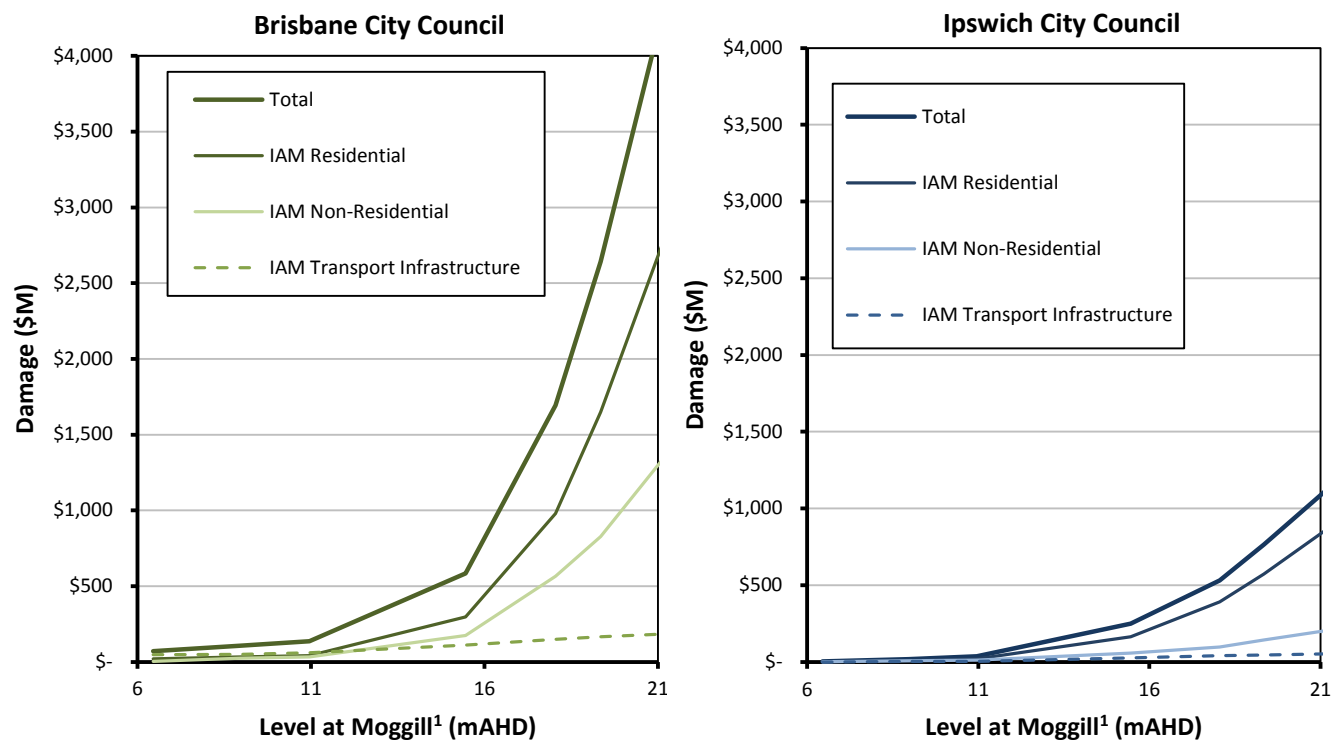 Brisbane City Council
$4,000
$3,500
$3,000
$2,500
$2,000
$1,500
$1,000
$500
$-
Damage ($M)
Total
IAM Residential
IAM Non-Residential
IAM Transport Infrastructure
6
11
16
21
Level at Moggill¹ (mAHD)
Ipswich City Council
$4,000
$3,500
$3,000
$2,500
$2,000
$1,500
$1,000
$500
$-
Damage ($M)
Total
IAM Residential
IAM Non-Residential
IAM Transport Infrastructure
6
11
16
21
Level at Moggill¹ (mAHD)